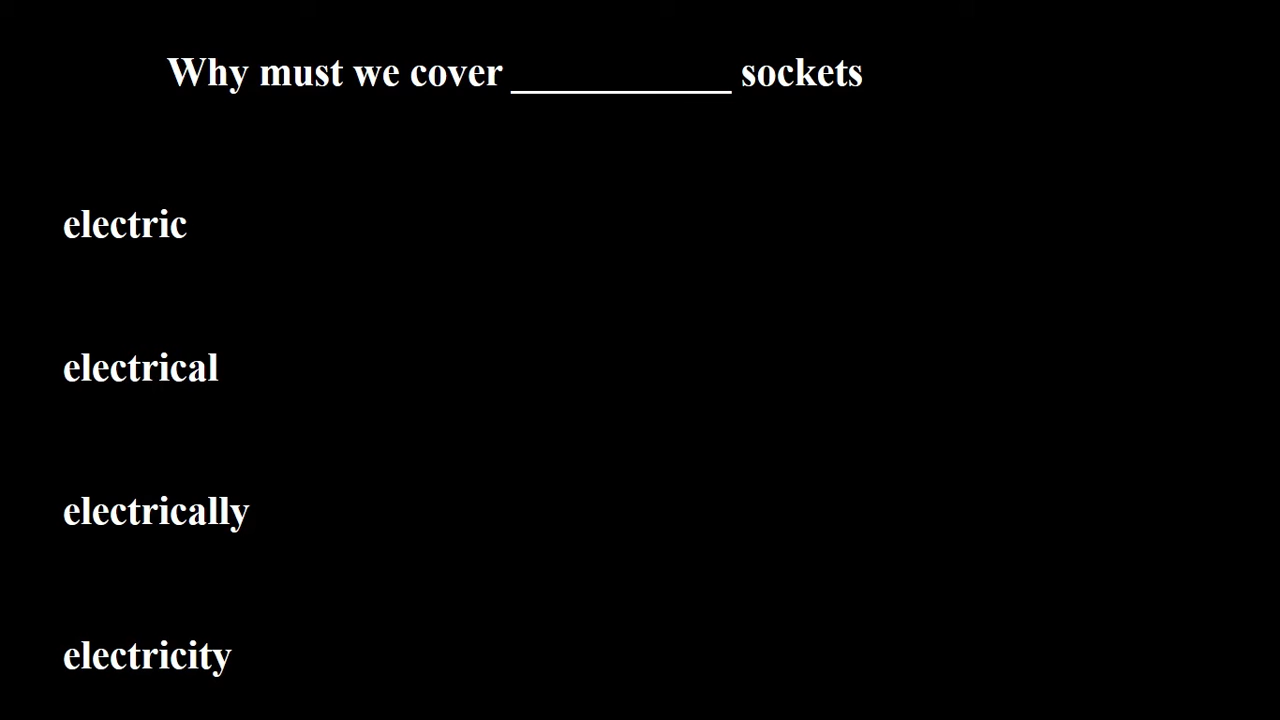 Why must we cover ___________ sockets
electric
electrical
electrically
electricity